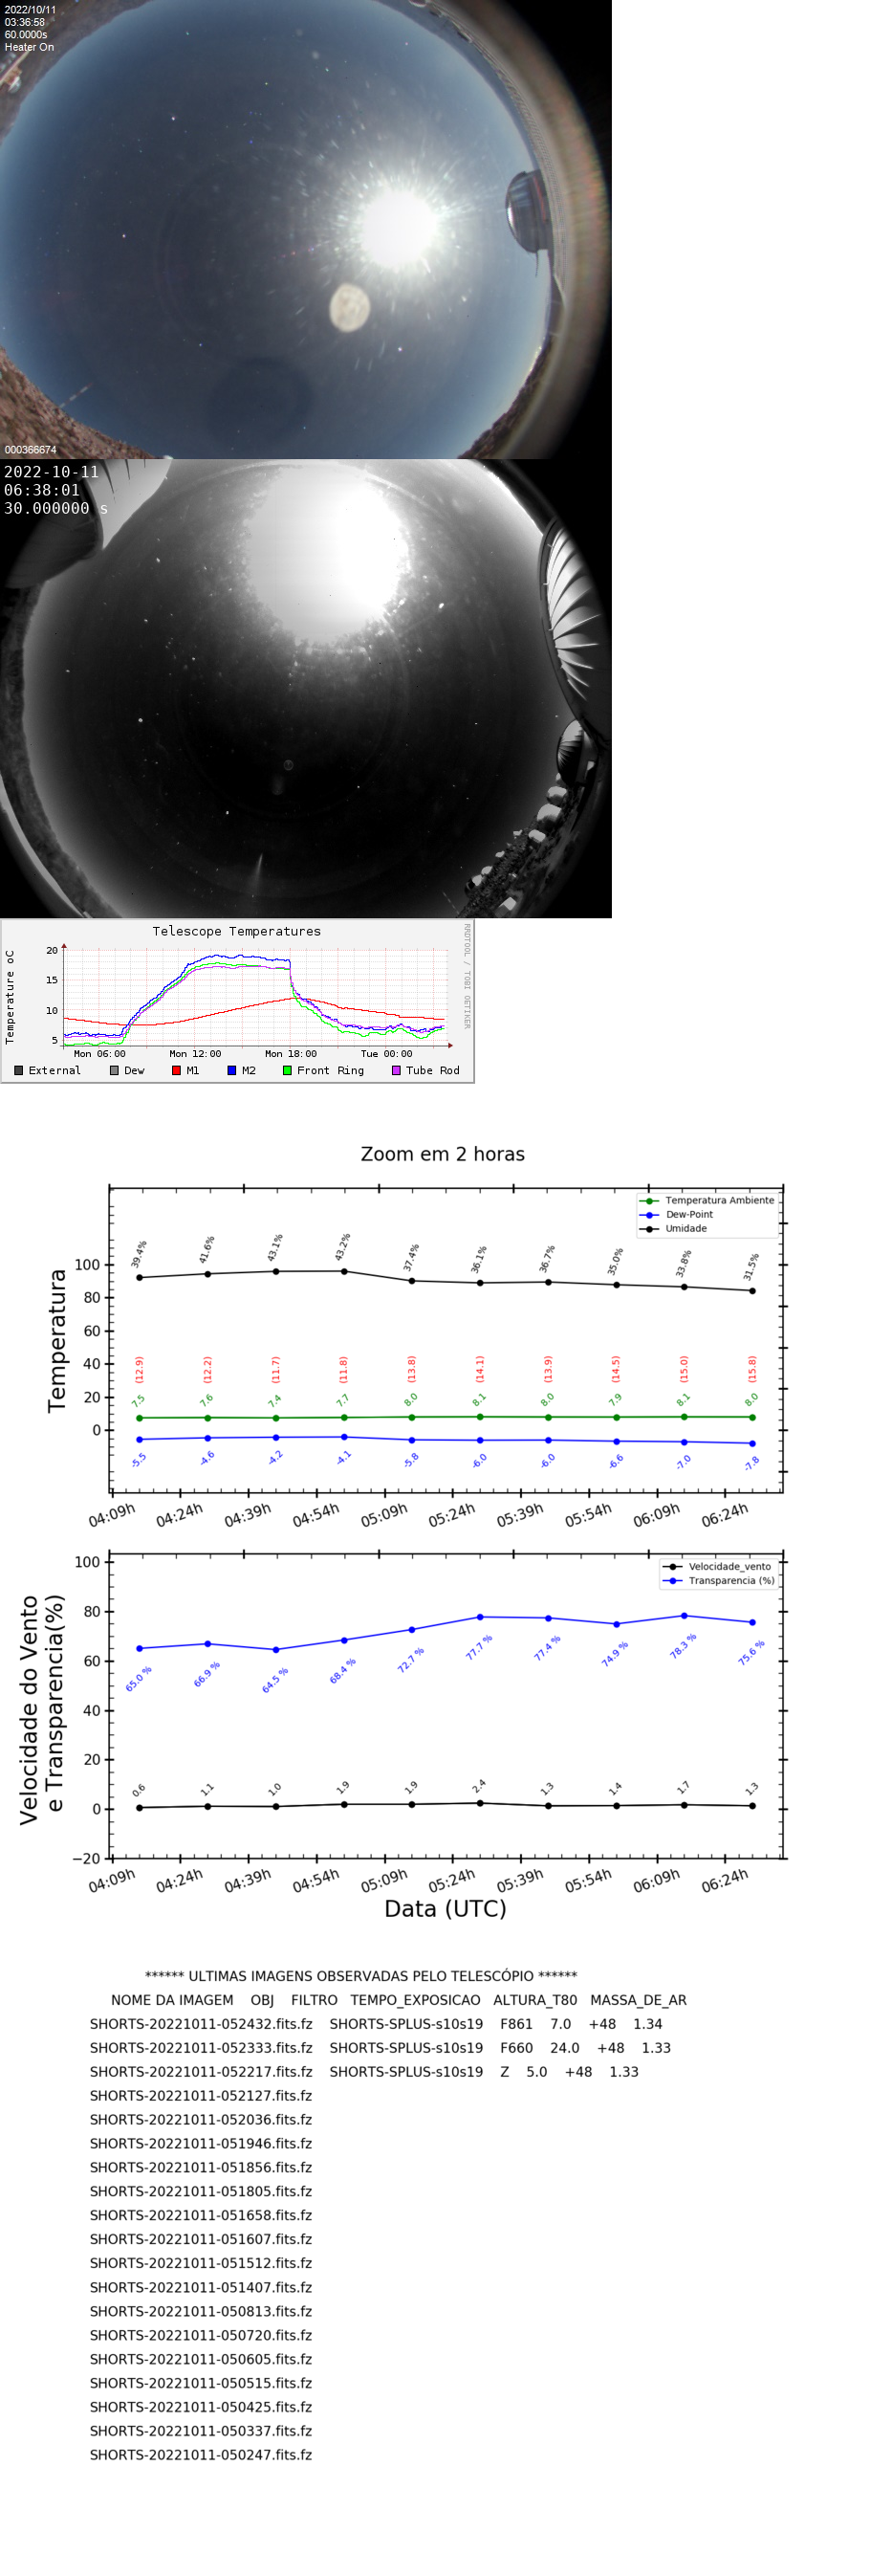 2022/10/11
03:36:58
60.0000s
Heater On
000366674
2022-10-11
06:38:01
30.000000 s
Telescope Temperatures
RRDTOOL / TOBI OETIKER
Temperature oC
20
15
10
5
Mon 06:00 Mon 12:00 Mon 18:00 Tue 00:00
External Dew M1 M2 Front Ring Tube Rod
Zoom em 2 horas
Temperatura Ambiente
Dew-Point
Umidade
Temperatura
100
80
60
40
20
0
39.4% 41.6% 43.1% 43.2% 37.4% 36.1% 36.7% 35.0% 33.8% 31.5%
(12.9) (12.2) (11.7) (11.8) (13.8) (14.1) (13.9) (14.5) (15.0) (15.8)
7.5 7.6 7.4 7.7 8.0 8.1 8.0 7.9 8.1 8.0
-5.5 -4.6 -4.2 -4.1 -5.8 -6.0 -6.0 -6.6 -7.0 -7.8
04:09h 04:24h 04:39h 04:54h 05:09h 05:24h 05:39h 05:54h 06:09h 06:24h
Velocidade_vento
Transparencia (%)
Velocidade do Vento
e Transparencia(%)
100
80
60
40
20
0
−20
65.0 % 66.9 % 64.5 % 68.4 % 72.7 % 77.7 % 77.4 % 74.9 % 78.3 % 75.6 %
0.6 1.1 1.0 1.9 1.9 2.4 1.3 1.4 1.7 1.3
04:09h 04:24h 04:39h 04:54h 05:09h 05:24h 05:39h 05:54h 06:09h 06:24h
Data (UTC)
****** ULTIMAS IMAGENS OBSERVADAS PELO TELESCÓPIO ******
NOME DA IMAGEM OBJ FILTRO TEMPO_EXPOSICAO ALTURA_T80 MASSA_DE_AR
SHORTS-20221011-052432.fits.fz SHORTS-SPLUS-s10s19 F861 7.0 +48 1.34
SHORTS-20221011-052333.fits.fz SHORTS-SPLUS-s10s19 F660 24.0 +48 1.33
SHORTS-20221011-052217.fits.fz SHORTS-SPLUS-s10s19 Z 5.0 +48 1.33
SHORTS-20221011-052127.fits.fz
SHORTS-20221011-052036.fits.fz
SHORTS-20221011-051946.fits.fz
SHORTS-20221011-051856.fits.fz
SHORTS-20221011-051805.fits.fz
SHORTS-20221011-051658.fits.fz
SHORTS-20221011-051607.fits.fz
SHORTS-20221011-051512.fits.fz
SHORTS-20221011-051407.fits.fz
SHORTS-20221011-050813.fits.fz
SHORTS-20221011-050720.fits.fz
SHORTS-20221011-050605.fits.fz
SHORTS-20221011-050515.fits.fz
SHORTS-20221011-050425.fits.fz
SHORTS-20221011-050337.fits.fz
SHORTS-20221011-050247.fits.fz